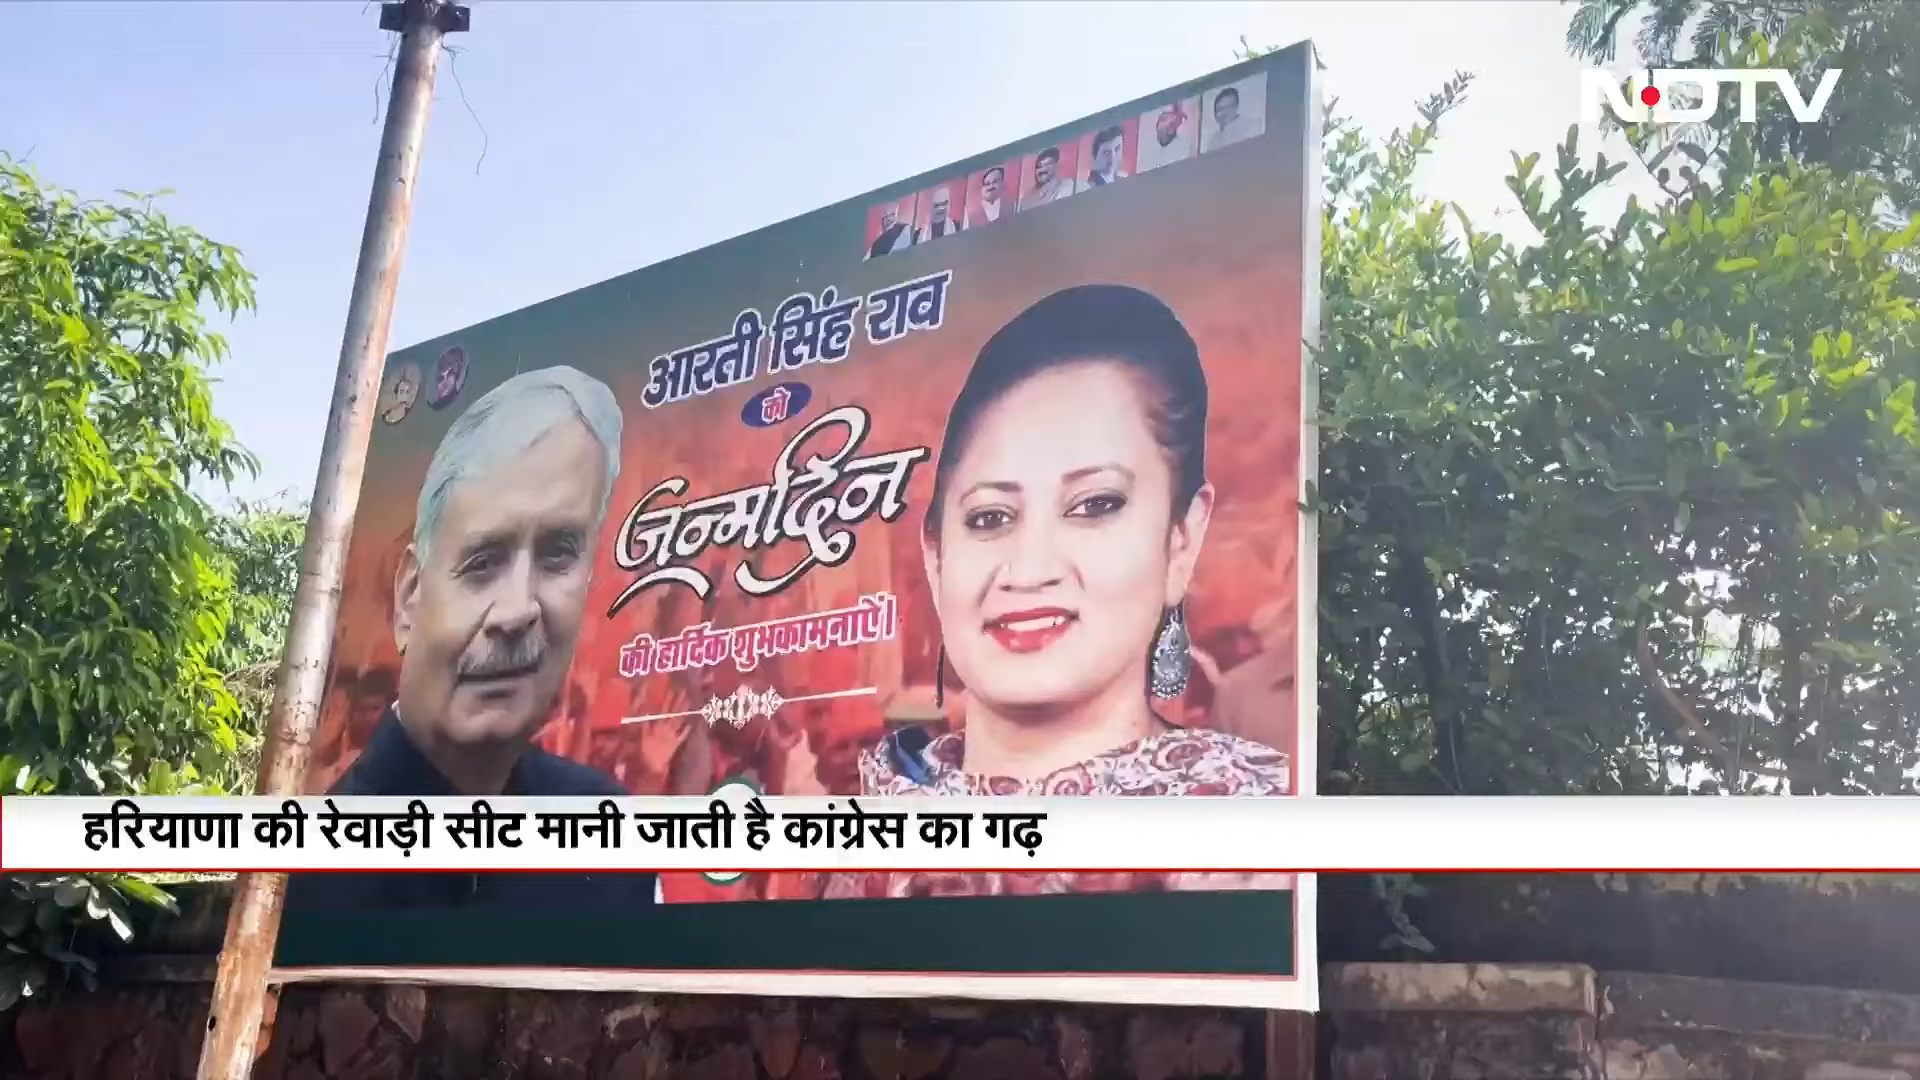 NDTV
आरती सिंह राव
को
जन्मदिन
की हार्दिक शुभकामनाऐं।
हरियाणा की रेवाड़ी सीट मानी जाती है कांग्रेस का गढ़